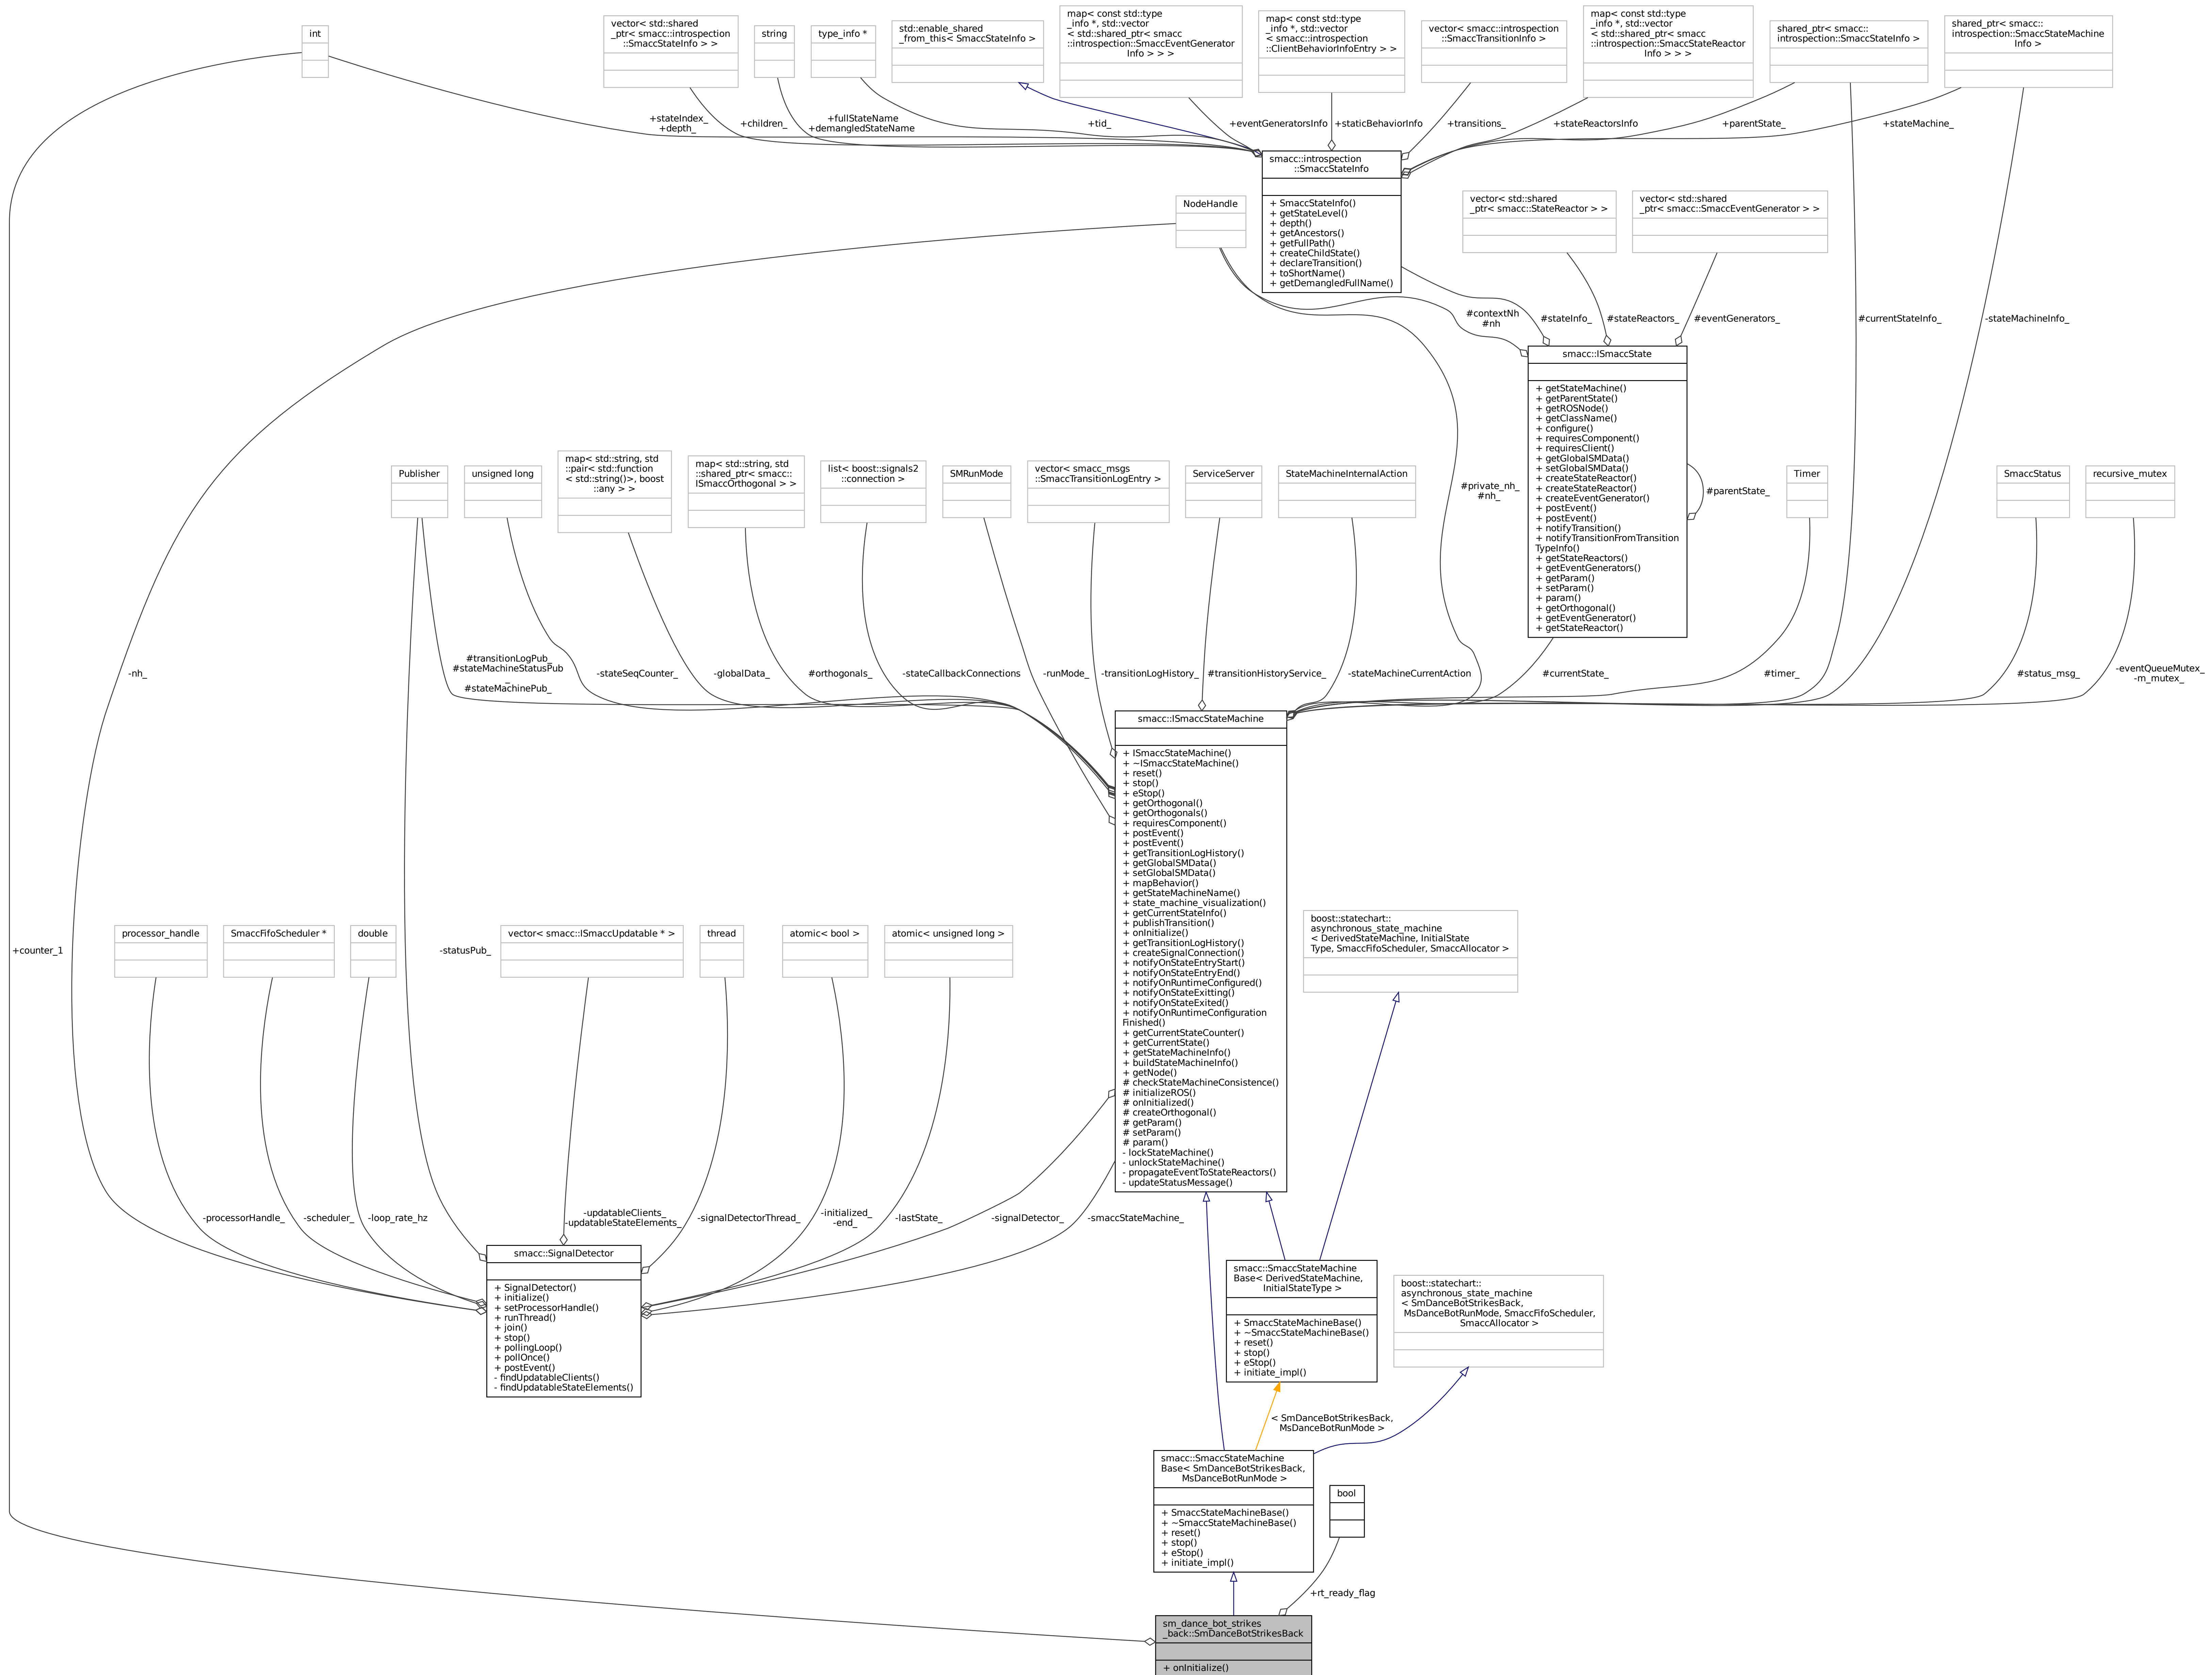 int
vector< std::shared
_ptr< smacc::introspection
::SmaccStateInfo > >
string
type_info *
std::enable_shared
_from_this< SmaccStateInfo >
map< const std::type
_info *, std::vector
< std::shared_ptr< smacc
::introspection::SmaccEventGenerator
Info > > >
map< const std::type
_info *, std::vector
< smacc::introspection
::ClientBehaviorInfoEntry > >
vector< smacc::introspection
::SmaccTransitionInfo >
map< const std::type
_info *, std::vector
< std::shared_ptr< smacc
::introspection::SmaccStateReactor
Info > > >
shared_ptr< smacc::
introspection::SmaccStateInfo >
shared_ptr< smacc::
introspection::SmaccStateMachine
Info >
+stateIndex_
+depth_
+children_
+fullStateName
+demangledStateName
+tid_
+eventGeneratorsInfo
+staticBehaviorInfo
+transitions_
+stateReactorsInfo
+parentState_
+stateMachine_
smacc::introspection
::SmaccStateInfo
+ SmaccStateInfo()
+ getStateLevel()
+ depth()
+ getAncestors()
+ getFullPath()
+ createChildState()
+ declareTransition()
+ toShortName()
+ getDemangledFullName()
NodeHandle
vector< std::shared
_ptr< smacc::StateReactor > >
vector< std::shared
_ptr< smacc::SmaccEventGenerator > >
#contextNh
#nh
#stateInfo_
#stateReactors_
#eventGenerators_
#currentStateInfo_
-stateMachineInfo_
smacc::ISmaccState
+ getStateMachine()
+ getParentState()
+ getROSNode()
+ getClassName()
+ configure()
+ requiresComponent()
+ requiresClient()
+ getGlobalSMData()
+ setGlobalSMData()
+ createStateReactor()
+ createStateReactor()
+ createEventGenerator()
+ postEvent()
+ postEvent()
+ notifyTransition()
+ notifyTransitionFromTransition
TypeInfo()
+ getStateReactors()
+ getEventGenerators()
+ getParam()
+ setParam()
+ param()
+ getOrthogonal()
+ getEventGenerator()
+ getStateReactor()
#parentState_
#private_nh_
#nh_
Publisher
unsigned long
map< std::string, std
::pair< std::function
< std::string()>, boost
::any > >
map< std::string, std
::shared_ptr< smacc::
ISmaccOrthogonal > >
list< boost::signals2
::connection >
SMRunMode
vector< smacc_msgs
::SmaccTransitionLogEntry >
ServiceServer
StateMachineInternalAction
Timer
SmaccStatus
recursive_mutex
-nh_
#transitionLogPub_
#stateMachineStatusPub
_
#stateMachinePub_
-stateSeqCounter_
-globalData_
#orthogonals_
-stateCallbackConnections
-runMode_
-transitionLogHistory_
#transitionHistoryService_
-stateMachineCurrentAction
#currentState_
#timer_
#status_msg_
-eventQueueMutex_
-m_mutex_
smacc::ISmaccStateMachine
+ ISmaccStateMachine()
+ ~ISmaccStateMachine()
+ reset()
+ stop()
+ eStop()
+ getOrthogonal()
+ getOrthogonals()
+ requiresComponent()
+ postEvent()
+ postEvent()
+ getTransitionLogHistory()
+ getGlobalSMData()
+ setGlobalSMData()
+ mapBehavior()
+ getStateMachineName()
+ state_machine_visualization()
+ getCurrentStateInfo()
+ publishTransition()
+ onInitialize()
+ getTransitionLogHistory()
+ createSignalConnection()
+ notifyOnStateEntryStart()
+ notifyOnStateEntryEnd()
+ notifyOnRuntimeConfigured()
+ notifyOnStateExitting()
+ notifyOnStateExited()
+ notifyOnRuntimeConfiguration
Finished()
+ getCurrentStateCounter()
+ getCurrentState()
+ getStateMachineInfo()
+ buildStateMachineInfo()
+ getNode()
# checkStateMachineConsistence()
# initializeROS()
# onInitialized()
# createOrthogonal()
# getParam()
# setParam()
# param()
- lockStateMachine()
- unlockStateMachine()
- propagateEventToStateReactors()
- updateStatusMessage()
+counter_1
processor_handle
SmaccFifoScheduler *
double
-statusPub_
vector< smacc::ISmaccUpdatable * >
thread
atomic< bool >
atomic< unsigned long >
boost::statechart::
asynchronous_state_machine
< DerivedStateMachine, InitialState
Type, SmaccFifoScheduler, SmaccAllocator >
-processorHandle_
-scheduler_
-loop_rate_hz
-updatableClients_
-updatableStateElements_
-signalDetectorThread_
-initialized_
-end_
-lastState_
-signalDetector_
-smaccStateMachine_
smacc::SignalDetector
+ SignalDetector()
+ initialize()
+ setProcessorHandle()
+ runThread()
+ join()
+ stop()
+ pollingLoop()
+ pollOnce()
+ postEvent()
- findUpdatableClients()
- findUpdatableStateElements()
smacc::SmaccStateMachine
Base< DerivedStateMachine,
InitialStateType >
+ SmaccStateMachineBase()
+ ~SmaccStateMachineBase()
+ reset()
+ stop()
+ eStop()
+ initiate_impl()
boost::statechart::
asynchronous_state_machine
< SmDanceBotStrikesBack,
MsDanceBotRunMode, SmaccFifoScheduler,
SmaccAllocator >
< SmDanceBotStrikesBack,
MsDanceBotRunMode >
smacc::SmaccStateMachine
Base< SmDanceBotStrikesBack,
MsDanceBotRunMode >
+ SmaccStateMachineBase()
+ ~SmaccStateMachineBase()
+ reset()
+ stop()
+ eStop()
+ initiate_impl()
bool
+rt_ready_flag
sm_dance_bot_strikes
_back::SmDanceBotStrikesBack
+ onInitialize()